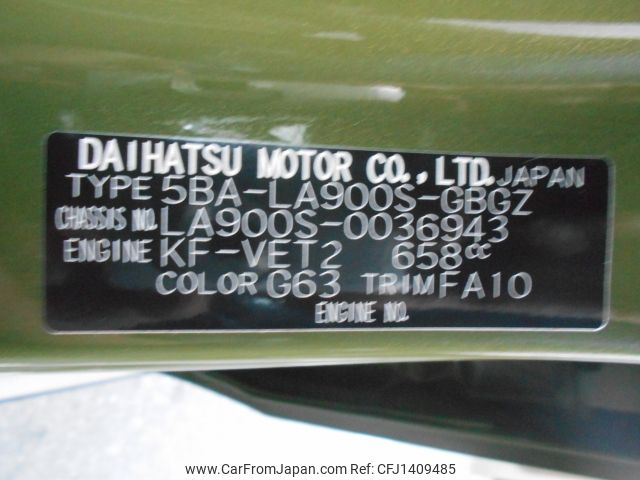 DAIHATSU MOTOR CO., LTD. JAPAN
TYPE 5BA-LA900S-GBGZ
CHASSIS NO. LA900S-0036943
ENGINE KF-VET2 658cc
COLOR G63 TRIM FA10
ENGINE NO.
www.CarFromJapan.com CFJ1409485